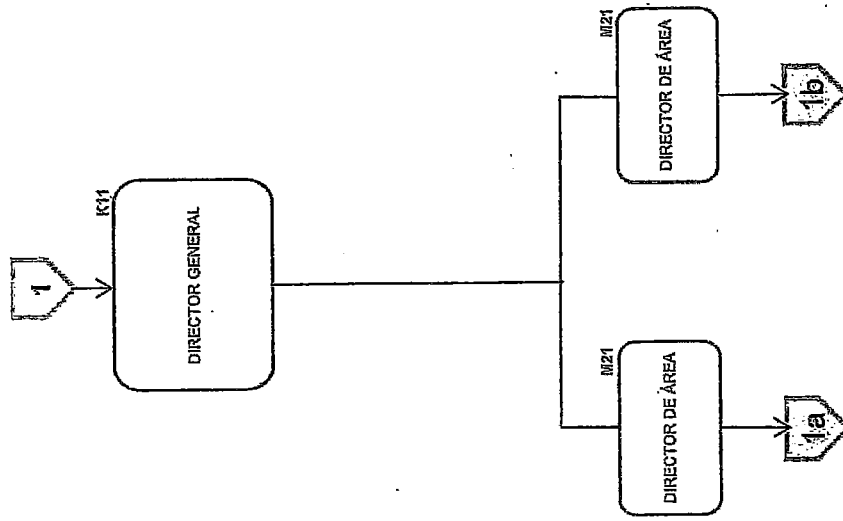 1
K11
DIRECTOR GENERAL
M21
DIRECTOR DE ÁREA
1a
M21
DIRECTOR DE ÁREA
1b